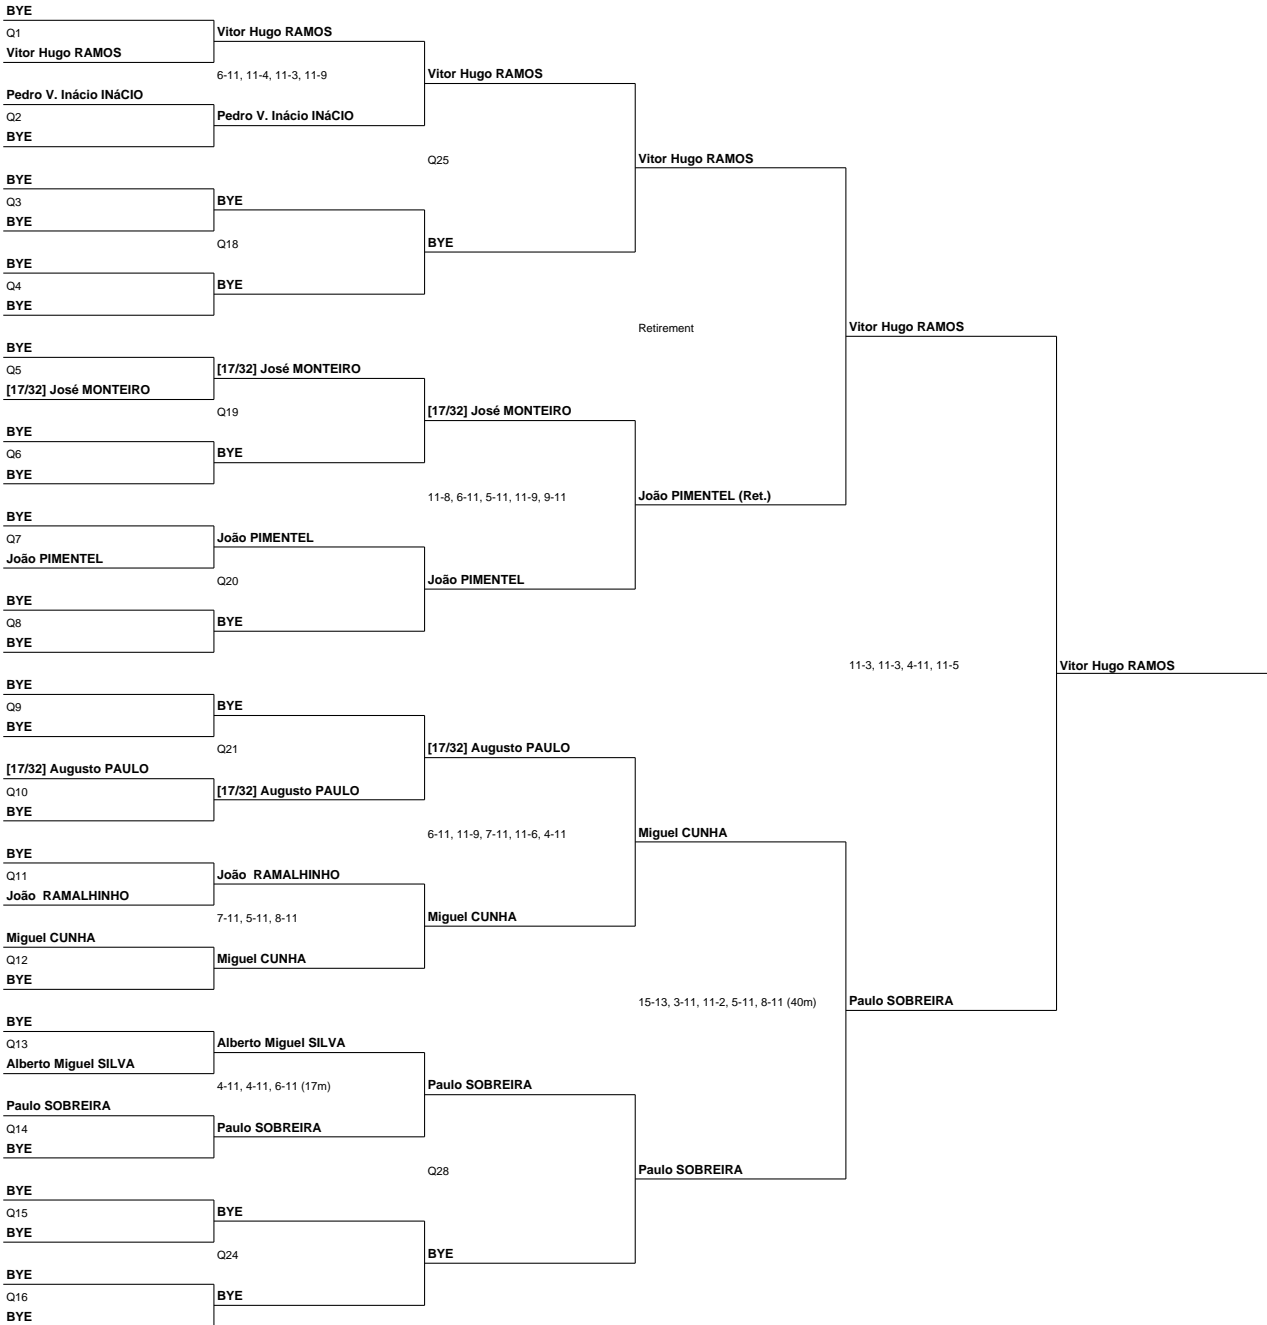 BYE
Q1
Vitor Hugo RAMOS
Pedro V. Inácio INáCIO
Q2
BYE
BYE
Q3
BYE
BYE
Q4
BYE
BYE
Q5
[17/32] José MONTEIRO
BYE
Q6
BYE
BYE
Q7
João PIMENTEL
BYE
Q8
BYE
BYE
Q9
BYE
[17/32] Augusto PAULO
Q10
BYE
BYE
Q11
João  RAMALHINHO
Miguel CUNHA
Q12
BYE
BYE
Q13
Alberto Miguel SILVA
Paulo SOBREIRA
Q14
BYE
BYE
Q15
BYE
BYE
Q16
BYE
Vitor Hugo RAMOS
6-11, 11-4, 11-3, 11-9
Pedro V. Inácio INáCIO
BYE
Q18
BYE
[17/32] José MONTEIRO
Q19
BYE
João PIMENTEL
Q20
BYE
BYE
Q21
[17/32] Augusto PAULO
João  RAMALHINHO
7-11, 5-11, 8-11
Miguel CUNHA
Alberto Miguel SILVA
4-11, 4-11, 6-11 (17m)
Paulo SOBREIRA
BYE
Q24
BYE
Vitor Hugo RAMOS
Q25
BYE
[17/32] José MONTEIRO
11-8, 6-11, 5-11, 11-9, 9-11
João PIMENTEL
[17/32] Augusto PAULO
6-11, 11-9, 7-11, 11-6, 4-11
Miguel CUNHA
Paulo SOBREIRA
Q28
BYE
Vitor Hugo RAMOS
Retirement
João PIMENTEL (Ret.)
Miguel CUNHA
15-13, 3-11, 11-2, 5-11, 8-11 (40m)
Paulo SOBREIRA
Vitor Hugo RAMOS
11-3, 11-3, 4-11, 11-5
Paulo SOBREIRA
Vitor Hugo RAMOS